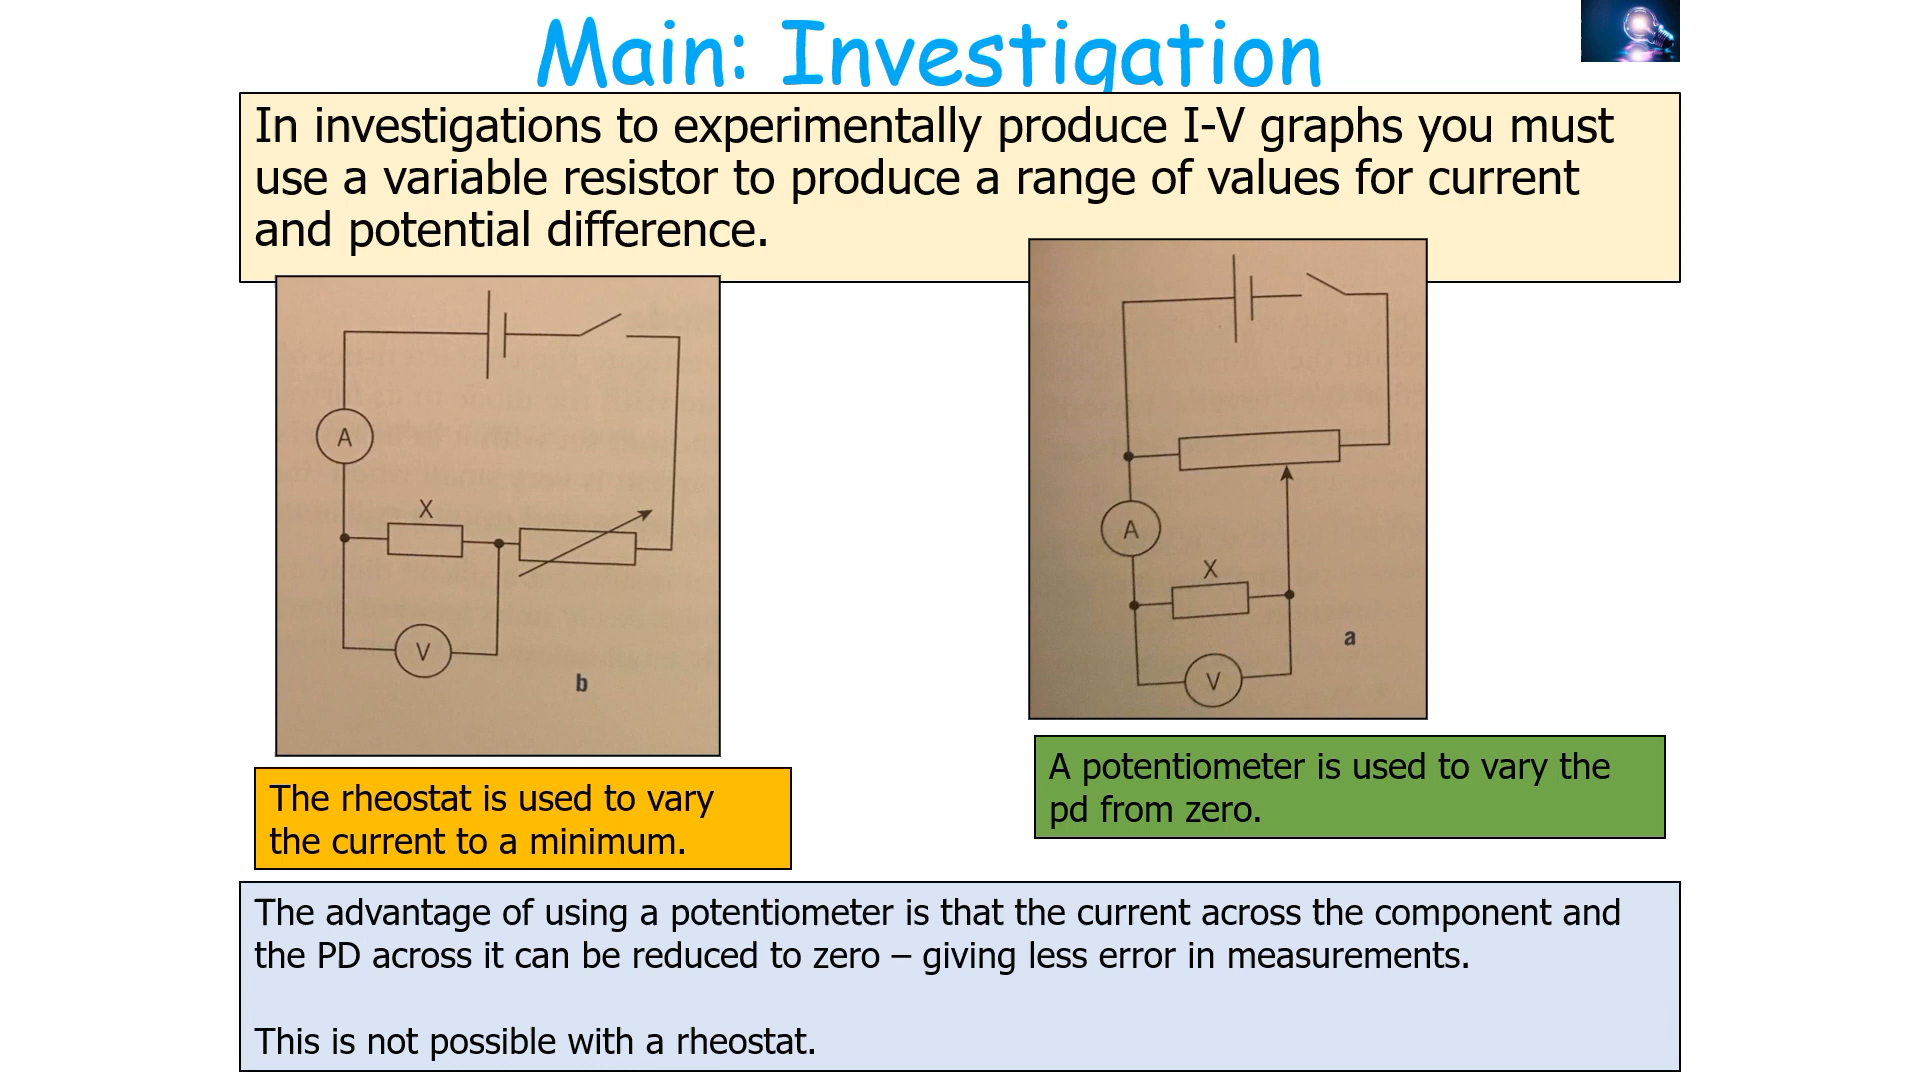 Main: Investigation
In investigations to experimentally produce I-V graphs you must
use a variable resistor to produce a range of values for current
and potential difference.
A
X
V
b
A
X
a
V
The rheostat is used to vary
the current to a minimum.
A potentiometer is used to vary the
pd from zero.
The advantage of using a potentiometer is that the current across the component and
the PD across it can be reduced to zero – giving less error in measurements.
This is not possible with a rheostat.